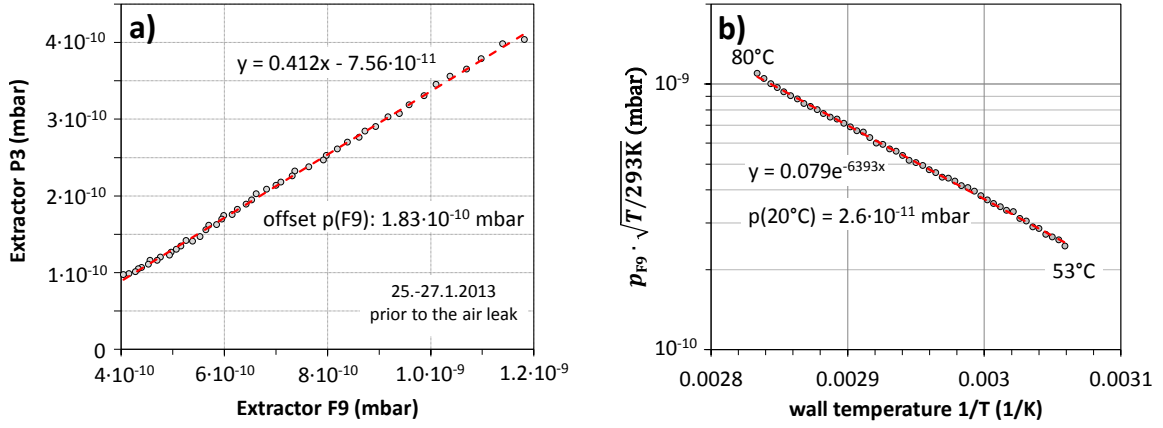 a)
Extractor P3 (mbar)
4·10⁻¹⁰
3·10⁻¹⁰
2·10⁻¹⁰
1·10⁻¹⁰
0
y = 0.412x - 7.56·10⁻¹¹
offset p(F9): 1.83·10⁻¹⁰ mbar
25.-27.1.2013
prior to the air leak
4·10⁻¹⁰ 6·10⁻¹⁰ 8·10⁻¹⁰ 1.0·10⁻⁹ 1.2·10⁻⁹
Extractor F9 (mbar)
b)
p_F9 · √T/293K (mbar)
10⁻⁹
10⁻¹⁰
80°C
y = 0.079e⁻⁶³⁹³ˣ
p(20°C) = 2.6·10⁻¹¹ mbar
53°C
0.0028 0.0029 0.003 0.0031
wall temperature 1/T (1/K)